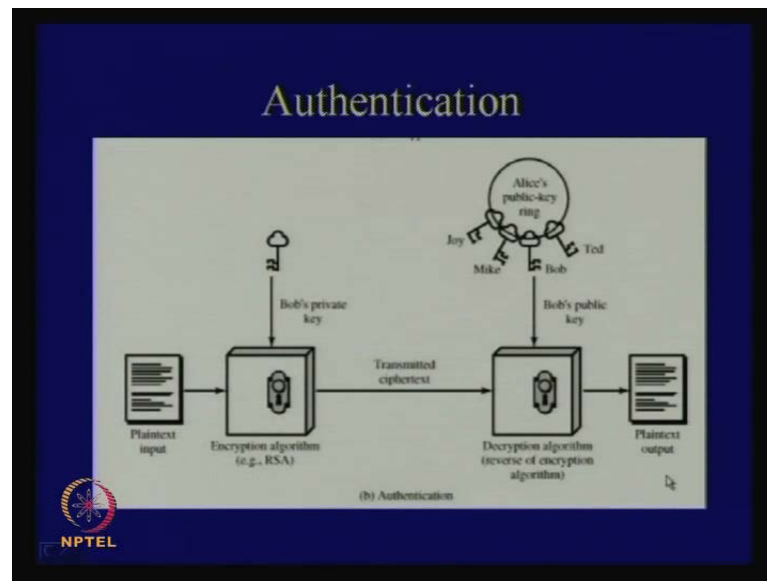 Authentication
Alice's
public-key
ring
Joy
Mike
Bob
Ted
Bob's private
key
Bob's public
key
Transmitted
ciphertext
Plaintext
input
Encryption algorithm
(e.g., RSA)
Decryption algorithm
(reverse of encryption
algorithm)
Plaintext
output
(b) Authentication
NPTEL